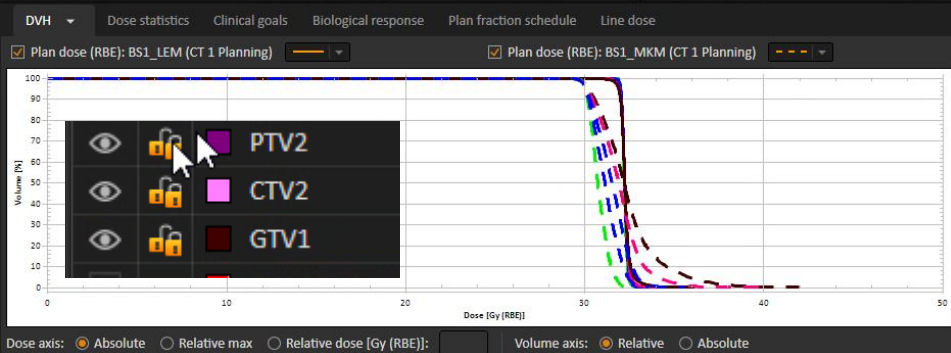 DVH Dose statistics Clinical goals Biological response Plan fraction schedule Line dose
Plan dose (RBE): BS1_LEM (CT 1 Planning) Plan dose (RBE): BS1_MKM (CT 1 Planning)
100
90
80
70
60
50
40
30
20
10
0
Volume [%]
PTV2
CTV2
GTV1
0 10 20 30 40 50
Dose [Gy (RBE)]
Dose axis: Absolute Relative max Relative dose [Gy (RBE)]: Volume axis: Relative Absolute